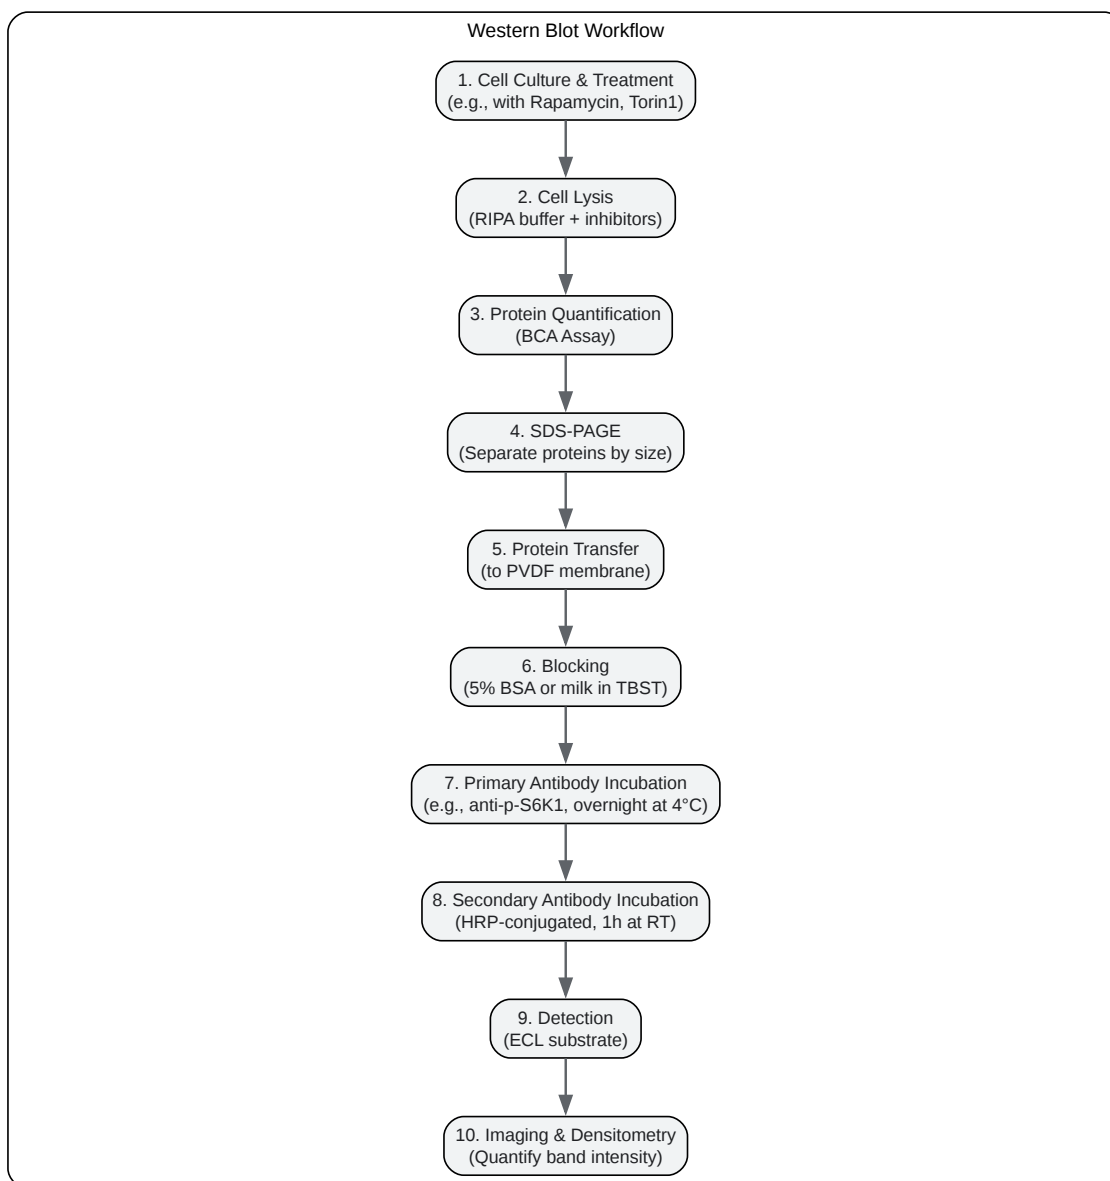 Western Blot Workflow
1. Cell Culture & Treatment
(e.g., with Rapamycin, Torin1)
2. Cell Lysis
(RIPA buffer + inhibitors)
3. Protein Quantification
(BCA Assay)
4. SDS-PAGE
(Separate proteins by size)
5. Protein Transfer
(to PVDF membrane)
6. Blocking
(5% BSA or milk in TBST)
7. Primary Antibody Incubation
(e.g., anti-p-S6K1, overnight at 4°C)
8. Secondary Antibody Incubation
(HRP-conjugated, 1h at RT)
9. Detection
(ECL substrate)
10. Imaging & Densitometry
(Quantify band intensity)